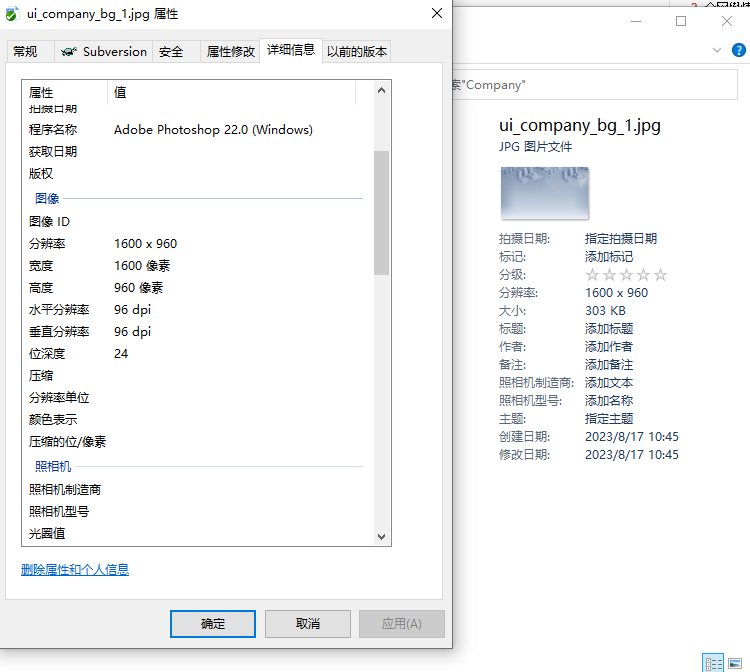 ui_company_bg_1.jpg 属性
常规
Subversion
安全
属性修改
详细信息
以前的版本
属性 值
拍摄日期
程序名称 Adobe Photoshop 22.0 (Windows)
获取日期
版权
图像
图像 ID
分辨率 1600 x 960
宽度 1600 像素
高度 960 像素
水平分辨率 96 dpi
垂直分辨率 96 dpi
位深度 24
压缩
分辨率单位
颜色表示
压缩的位/像素
照相机
照相机制造商
照相机型号
光圈值
删除属性和个人信息
确定
取消
应用(A)
"Company"
ui_company_bg_1.jpg
JPG 图片文件
拍摄日期: 指定拍摄日期
标记: 添加标记
分级: ☆☆☆☆☆
分辨率: 1600 x 960
大小: 303 KB
标题: 添加标题
作者: 添加作者
备注: 添加备注
照相机制造商: 添加文本
照相机型号: 添加名称
主题: 指定主题
创建日期: 2023/8/17 10:45
修改日期: 2023/8/17 10:45